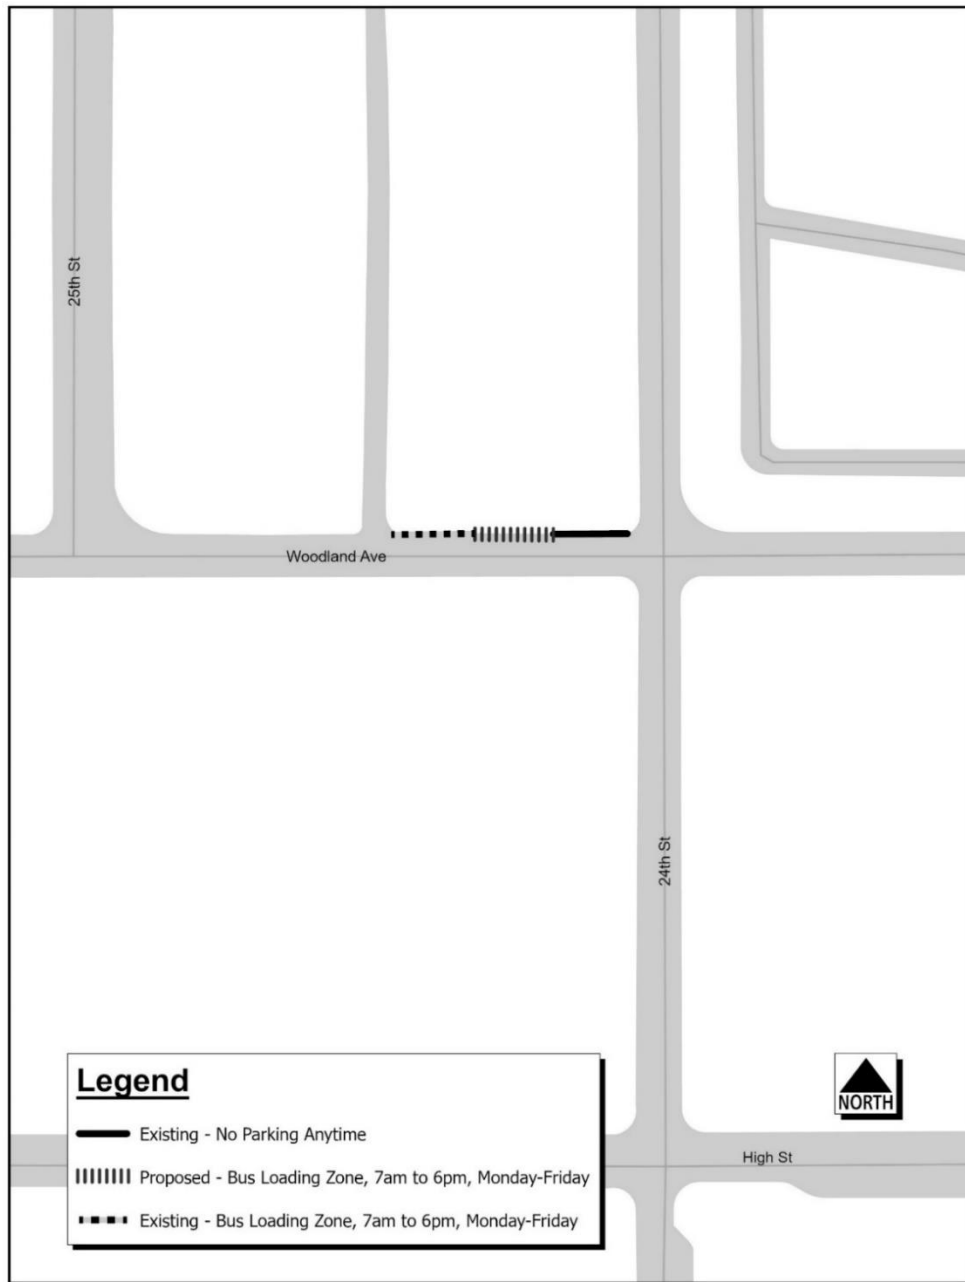 25th St
Woodland Ave
24th St
Legend
Existing - No Parking Anytime
Proposed - Bus Loading Zone, 7am to 6pm, Monday-Friday
Existing - Bus Loading Zone, 7am to 6pm, Monday-Friday
NORTH
High St